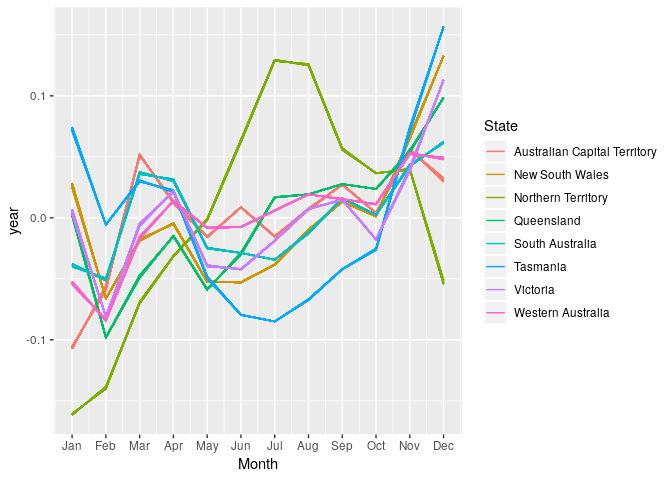 0.1
0.0
-0.1
year
Jan Feb Mar Apr May Jun Jul Aug Sep Oct Nov Dec
Month
State
Australian Capital Territory
New South Wales
Northern Territory
Queensland
South Australia
Tasmania
Victoria
Western Australia